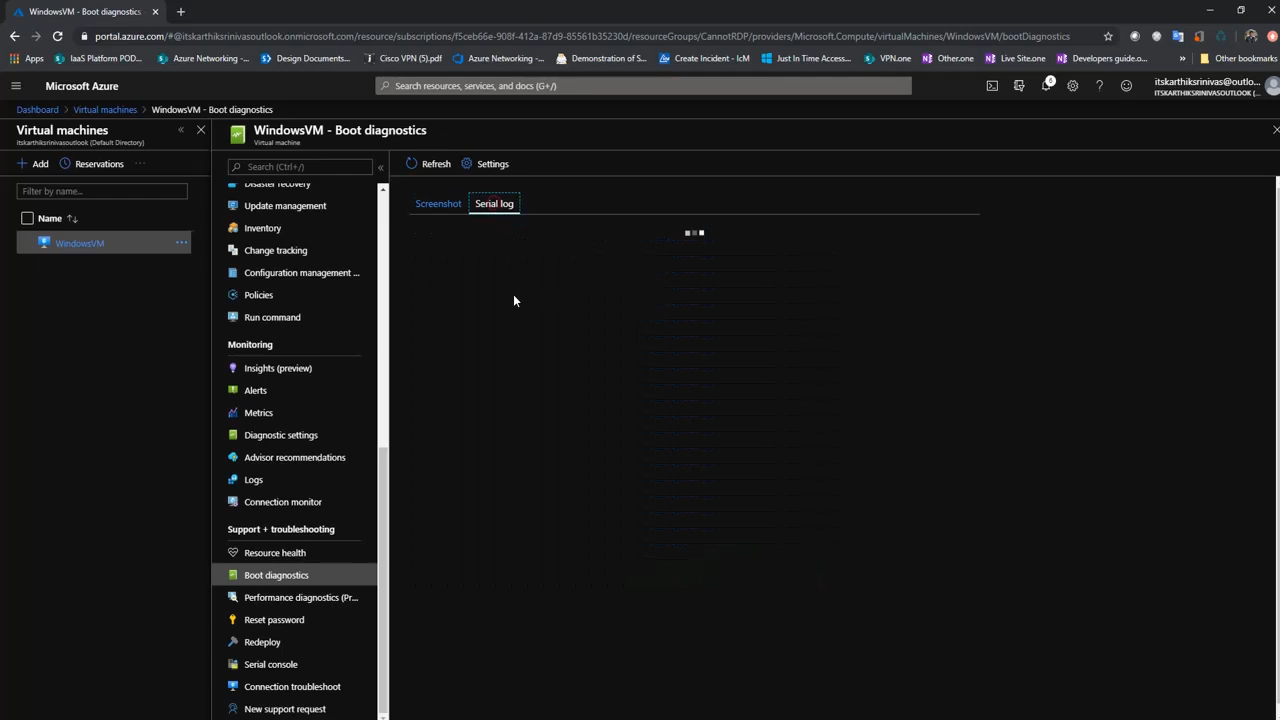 WindowsVM - Boot diagnostics
portal.azure.com/#@itskarthiksrinivasoutlook.onmicrosoft.com/resource/subscriptions/f5ceb66e-908f-412a-87d9-85561b35230d/resourceGroups/CannotRDP/providers/Microsoft.Compute/virtualMachines/WindowsVM/bootDiagnostics
Apps IaaS Platform POD... Azure Networking -... Design Documents... Cisco VPN (5).pdf Azure Networking -... Demonstration of S... Create Incident - IcM Just In Time Access... VPN.one Other.one Interview.one Developers guide.o... » Other bookmarks
Microsoft Azure
Search resources, services, and docs (G+/)
6
itskarthiksrinivas@outlo...
ITSKARTHIKSRINIVASOUTLOOK (...
Dashboard > Virtual machines > WindowsVM - Boot diagnostics
Virtual machines
itskarthiksrinivasoutlook (Default Directory)
Add
Reservations
Filter by name...
Name
WindowsVM
WindowsVM - Boot diagnostics
Virtual machine
Search (Ctrl+/)
Disaster recovery
Update management
Inventory
Change tracking
Configuration management ...
Policies
Run command
Monitoring
Insights (preview)
Alerts
Metrics
Diagnostic settings
Advisor recommendations
Logs
Connection monitor
Support + troubleshooting
Resource health
Boot diagnostics
Performance diagnostics (Pr...
Reset password
Redeploy
Serial console
Connection troubleshoot
New support request
Refresh
Settings
Screenshot
Serial log